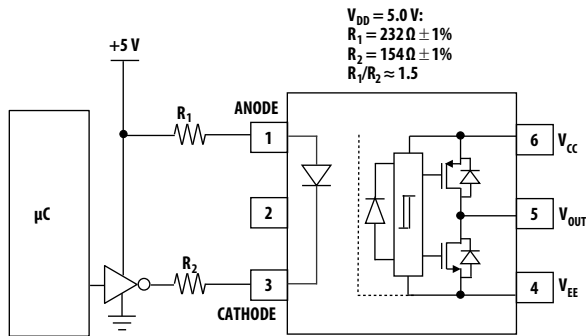 V_DD = 5.0 V:
R_1 = 232 Ω ± 1%
R_2 = 154 Ω ± 1%
R_1/R_2 ≈ 1.5
+5 V
R_1
ANODE
1
6
V_CC
µC
2
5
V_OUT
R_2
3
4
V_EE
CATHODE